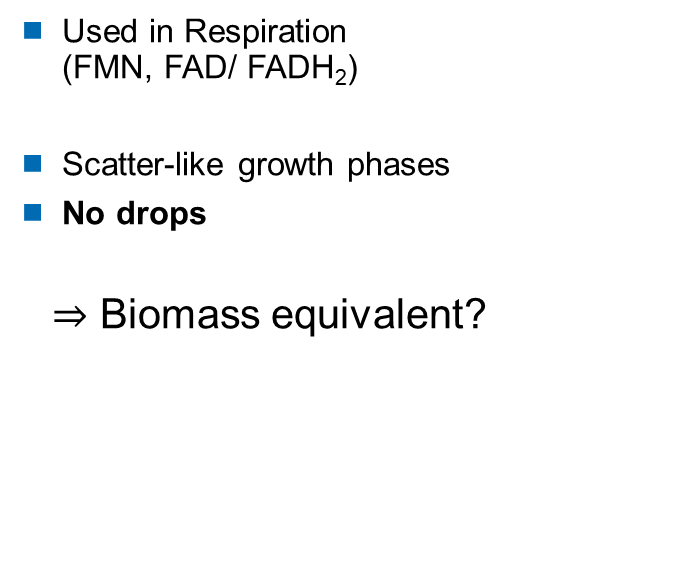 Used in Respiration
(FMN, FAD/ FADH₂)
Scatter-like growth phases
No drops
⇒ Biomass equivalent?